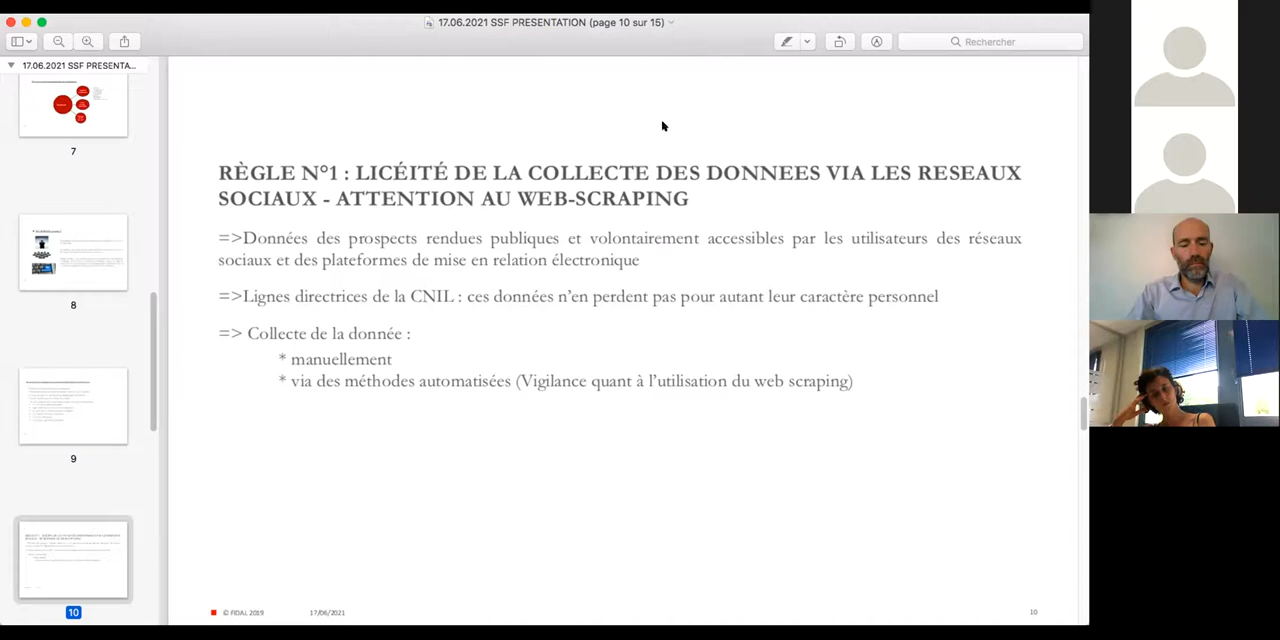 17.06.2021 SSF PRESENTATION (page 10 sur 15)
Rechercher
17.06.2021 SSF PRESENTA...
7
8
9
10
RÈGLE N°1 : LICÉITÉ DE LA COLLECTE DES DONNEES VIA LES RESEAUX
SOCIAUX - ATTENTION AU WEB-SCRAPING
=>Données des prospects rendues publiques et volontairement accessibles par les utilisateurs des réseaux
sociaux et des plateformes de mise en relation électronique
=>Lignes directrices de la CNIL : ces données n'en perdent pas pour autant leur caractère personnel
=> Collecte de la donnée :
* manuellement
* via des méthodes automatisées (Vigilance quant à l'utilisation du web scraping)
© FIDAL 2019
17/06/2021
10